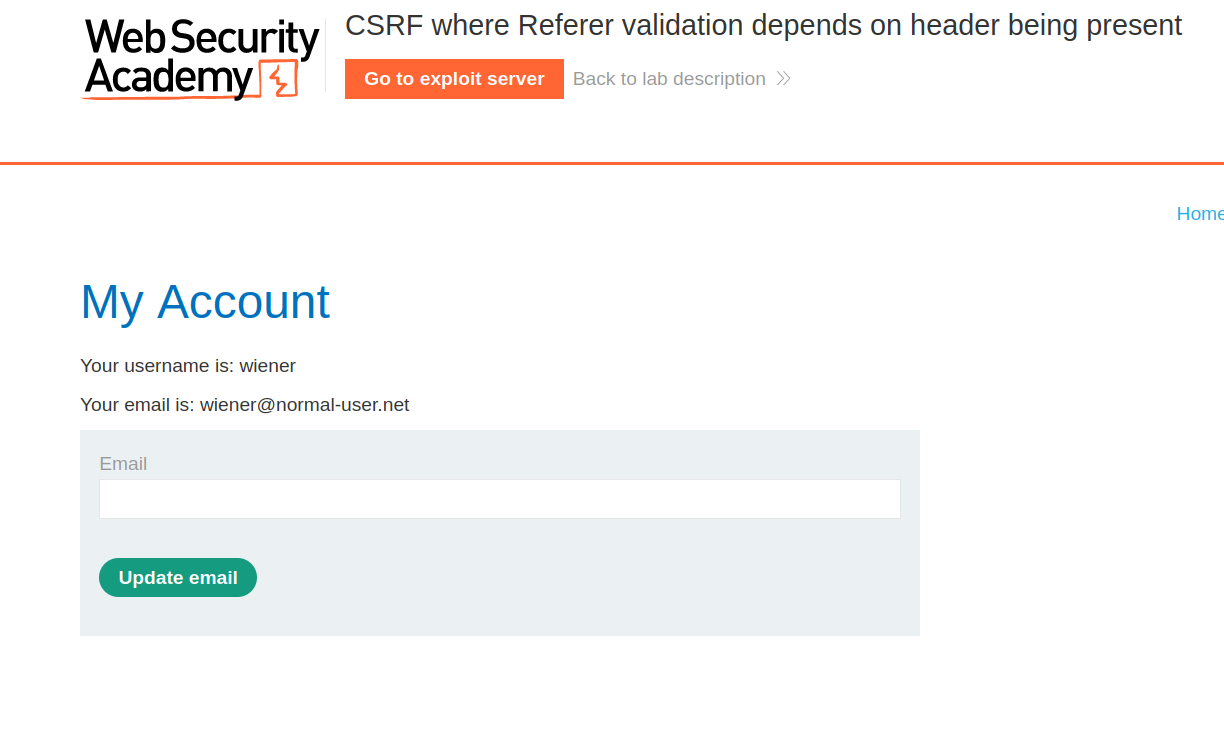 Web Security
Academy
CSRF where Referer validation depends on header being present
Go to exploit server
Back to lab description
Home
My Account
Your username is: wiener
Your email is: wiener@normal-user.net
Email
Update email